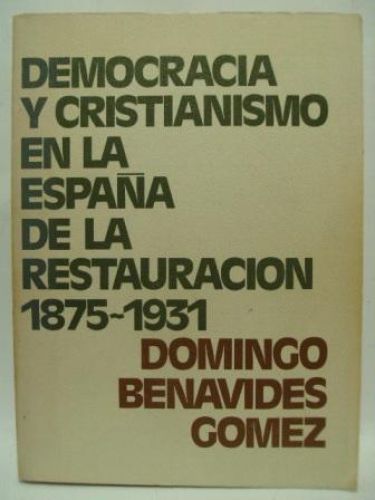 DEMOCRACIA
Y CRISTIANISMO
EN LA
ESPAÑA
DE LA
RESTAURACION
1875~1931
DOMINGO
BENAVIDES
GOMEZ